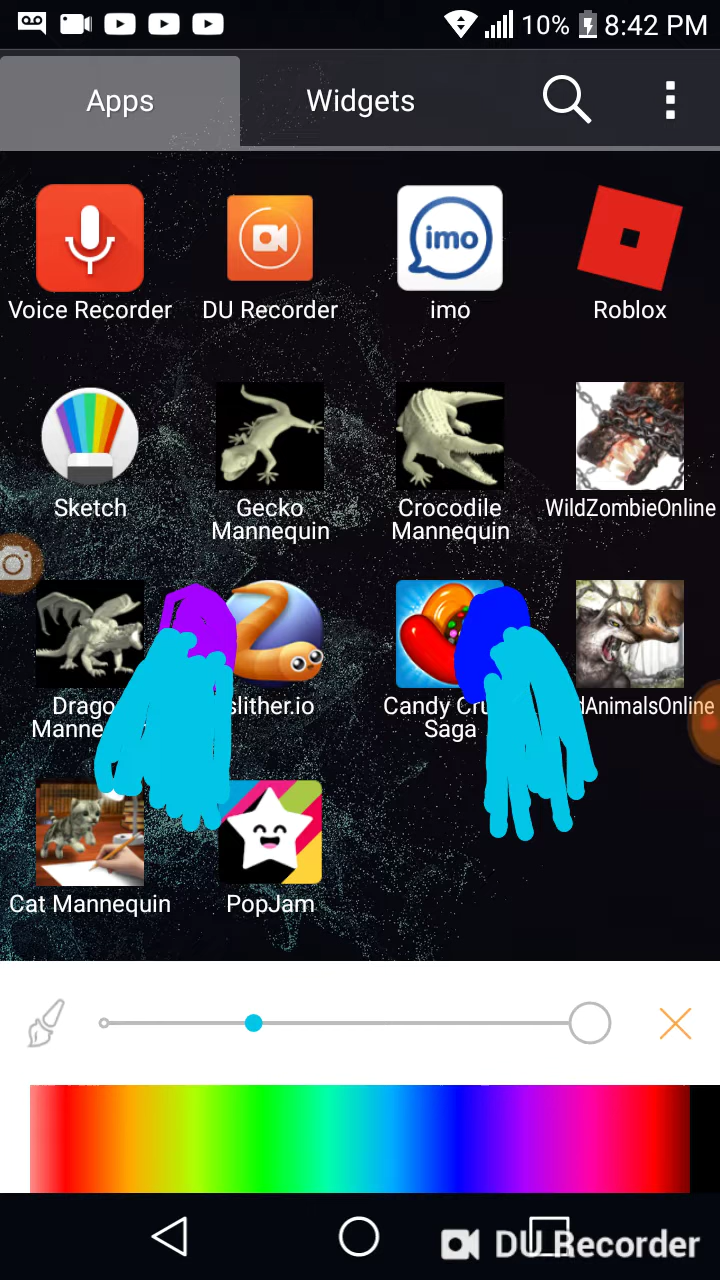 10% 8:42 PM
Apps Widgets
imo
Voice Recorder DU Recorder imo Roblox
Sketch Gecko Mannequin Crocodile Mannequin WildZombieOnline
slither.io Candy Saga
Cat Mannequin PopJam
DU Recorder